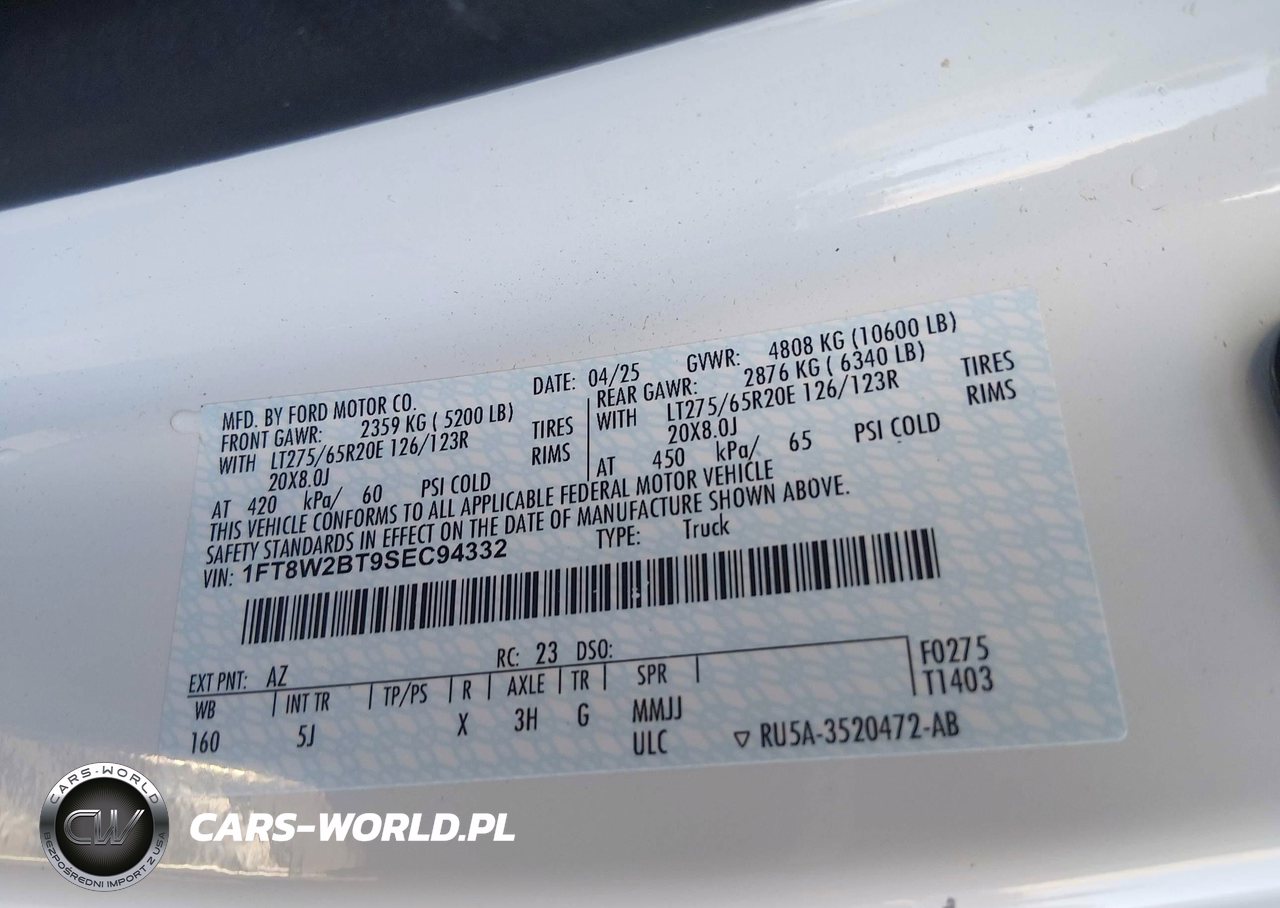 MFD. BY FORD MOTOR CO. DATE: 04/25 GVWR: 4808 KG (10600 LB)
FRONT GAWR: 2359 KG ( 5200 LB) REAR GAWR: 2876 KG ( 6340 LB)
WITH LT275/65R20E 126/123R TIRES WITH LT275/65R20E 126/123R TIRES
20X8.0J RIMS 20X8.0J RIMS
AT 420 kPa/ 60 PSI COLD AT 450 kPa/ 65 PSI COLD
THIS VEHICLE CONFORMS TO ALL APPLICABLE FEDERAL MOTOR VEHICLE
SAFETY STANDARDS IN EFFECT ON THE DATE OF MANUFACTURE SHOWN ABOVE.
VIN: 1FT8W2BT9SEC94332 TYPE: Truck
EXT PNT: AZ RC: 23 DSO: F0275
WB INT TR TP/PS R AXLE TR SPR T1403
160 5J X 3H G MMJJ
ULC ▽ RU5A-3520472-AB
CARS-WORLD
CW
BEZPOŚREDNI IMPORT Z USA
CARS-WORLD.PL